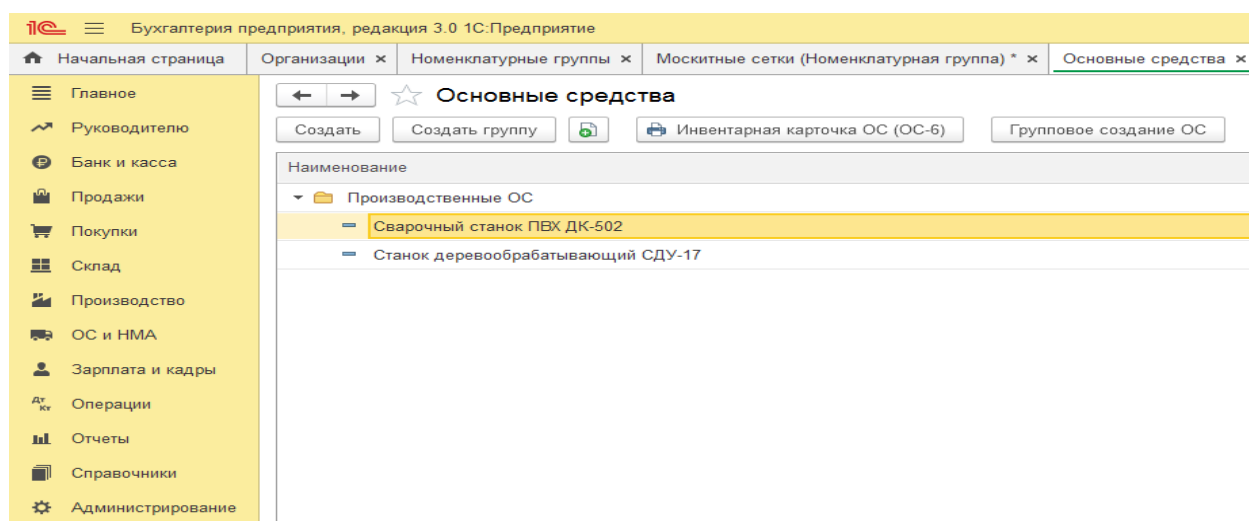 1С Бухгалтерия предприятия, редакция 3.0 1С:Предприятие
Начальная страница Организации × Номенклатурные группы × Москитные сетки (Номенклатурная группа) * × Основные средства ×
Главное
Руководителю
Банк и касса
Продажи
Покупки
Склад
Производство
ОС и НМА
Зарплата и кадры
Дт Кт Операции
Отчеты
Справочники
Администрирование
Основные средства
Создать Создать группу Инвентарная карточка ОС (ОС-6) Групповое создание ОС
Наименование
Производственные ОС
Сварочный станок ПВХ ДК-502
Станок деревообрабатывающий СДУ-17